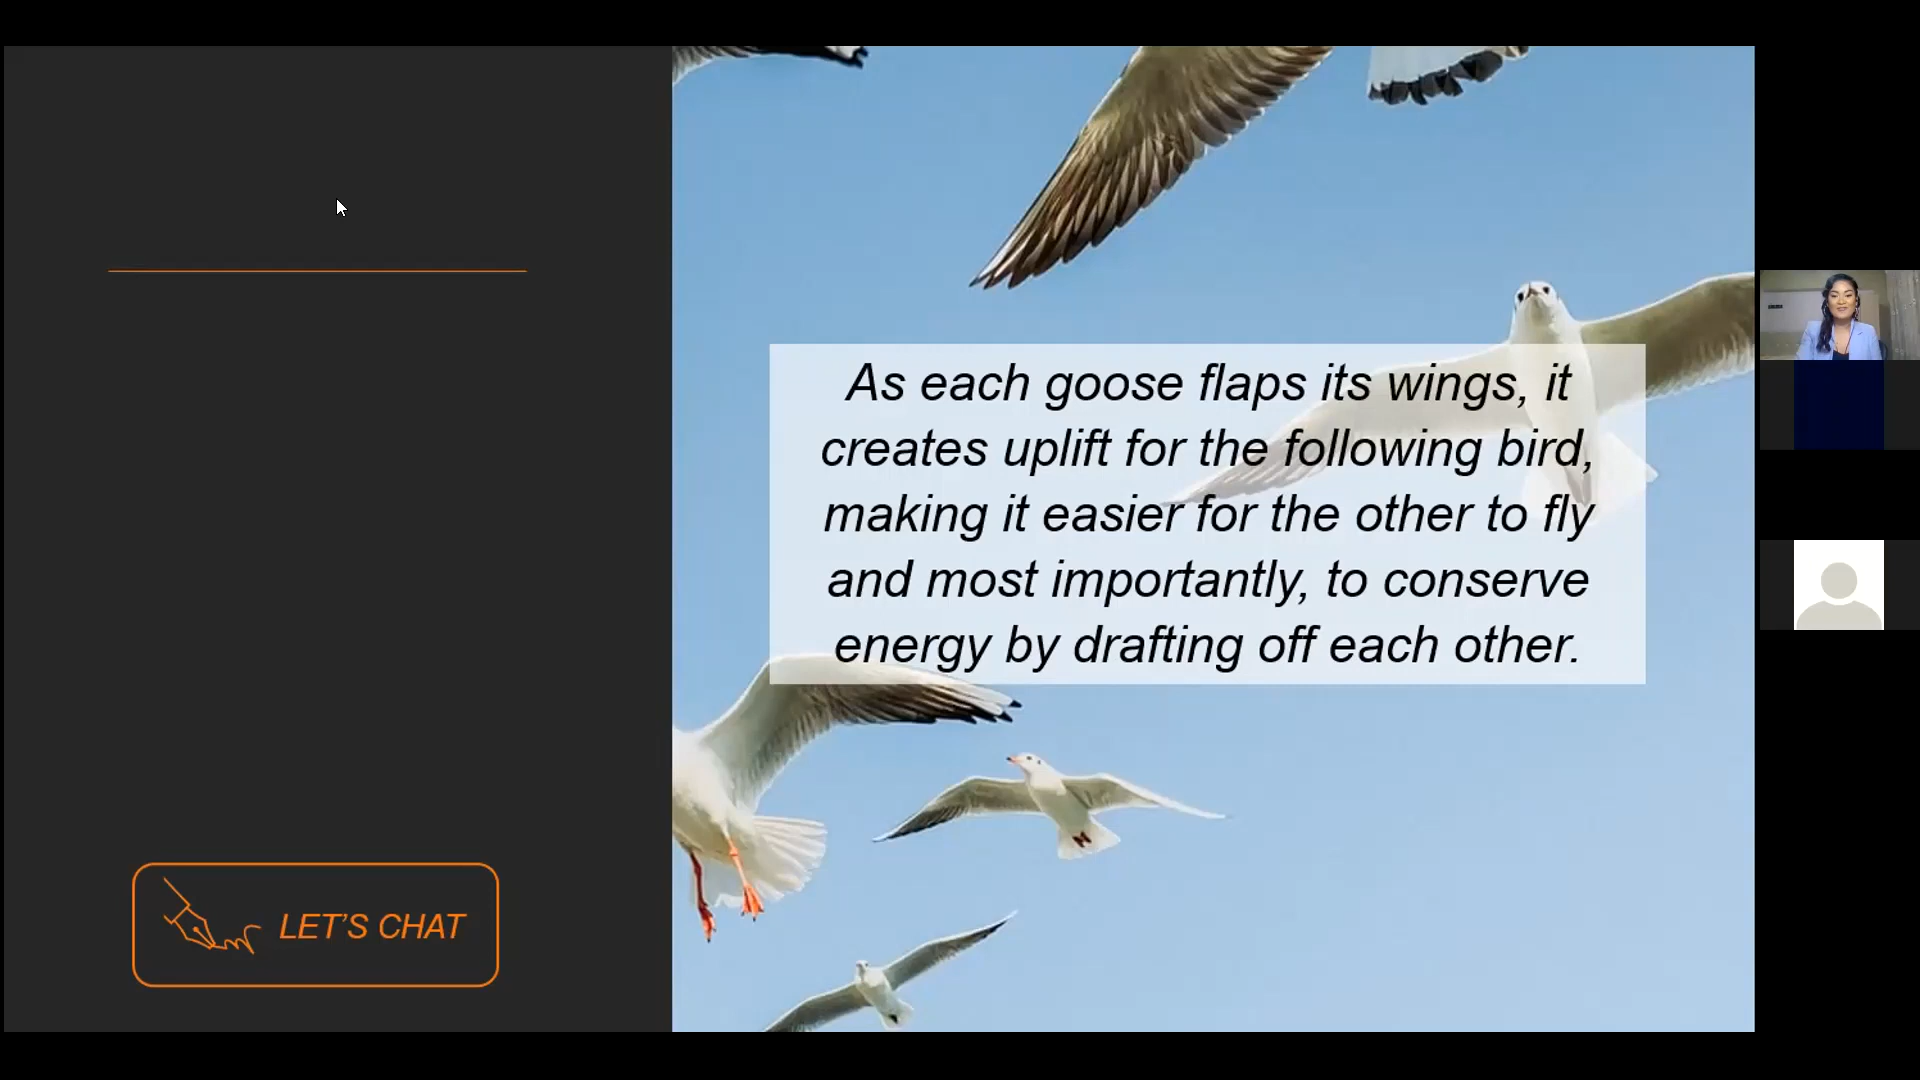 As each goose flaps its wings, it
creates uplift for the following bird,
making it easier for the other to fly
and most importantly, to conserve
energy by drafting off each other.
LET’S CHAT